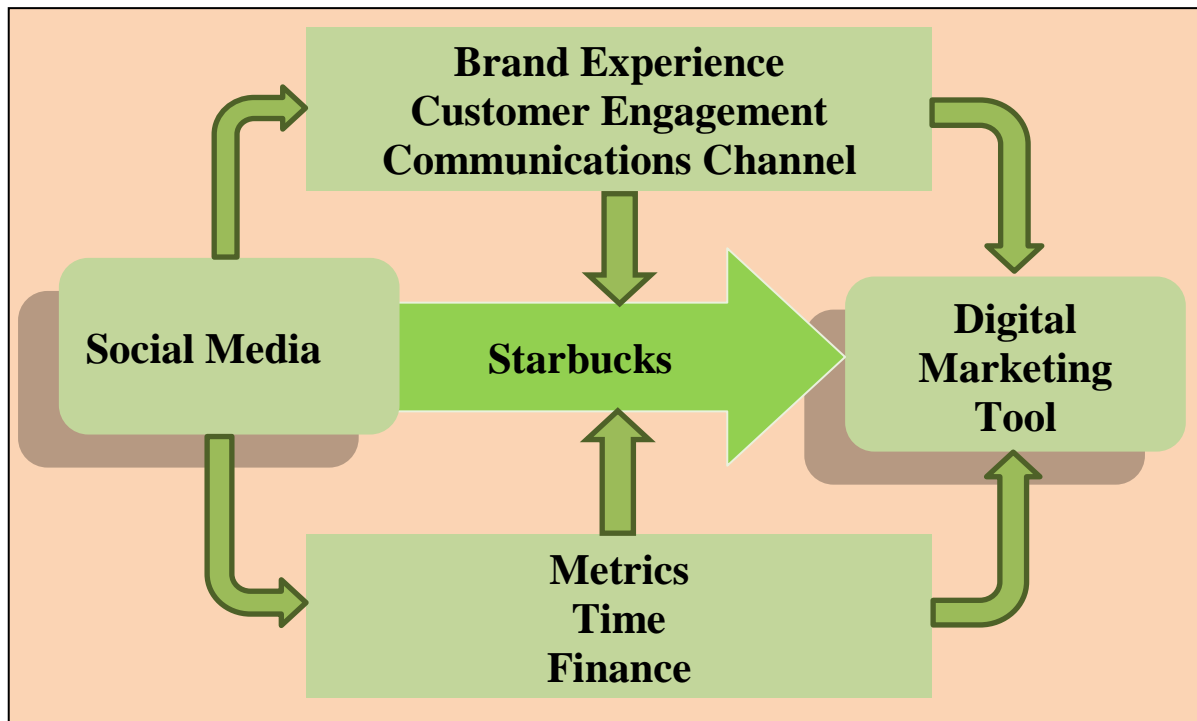 Brand Experience
Customer Engagement
Communications Channel
Social Media
Starbucks
Digital
Marketing
Tool
Metrics
Time
Finance